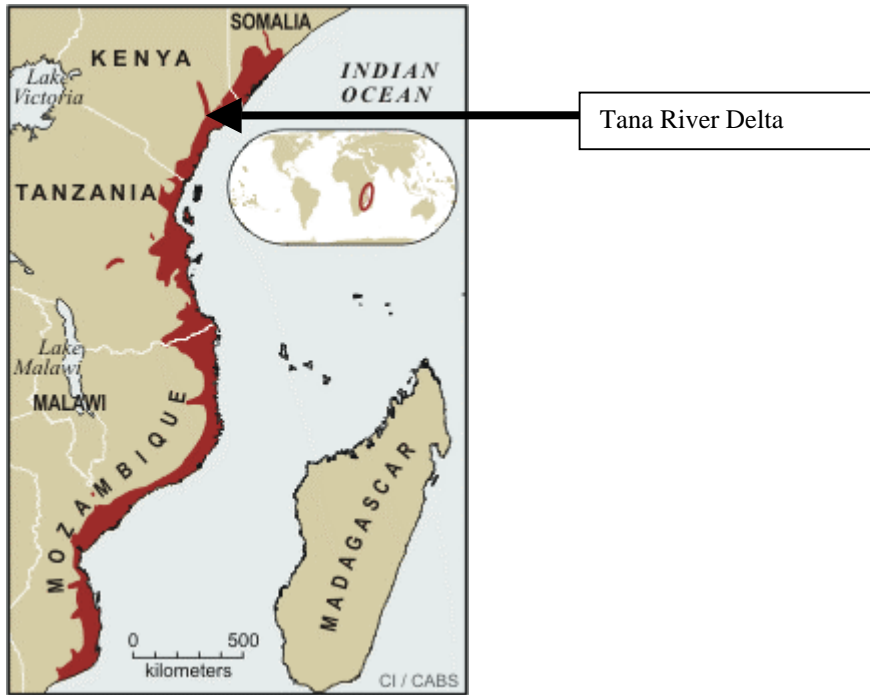 SOMALIA
KENYA
Lake
Victoria
INDIAN
OCEAN
Tana River Delta
TANZANIA
Lake
Malawi
MALAWI
MOZAMBIQUE
MADAGASCAR
0 500
kilometers
CI / CABS